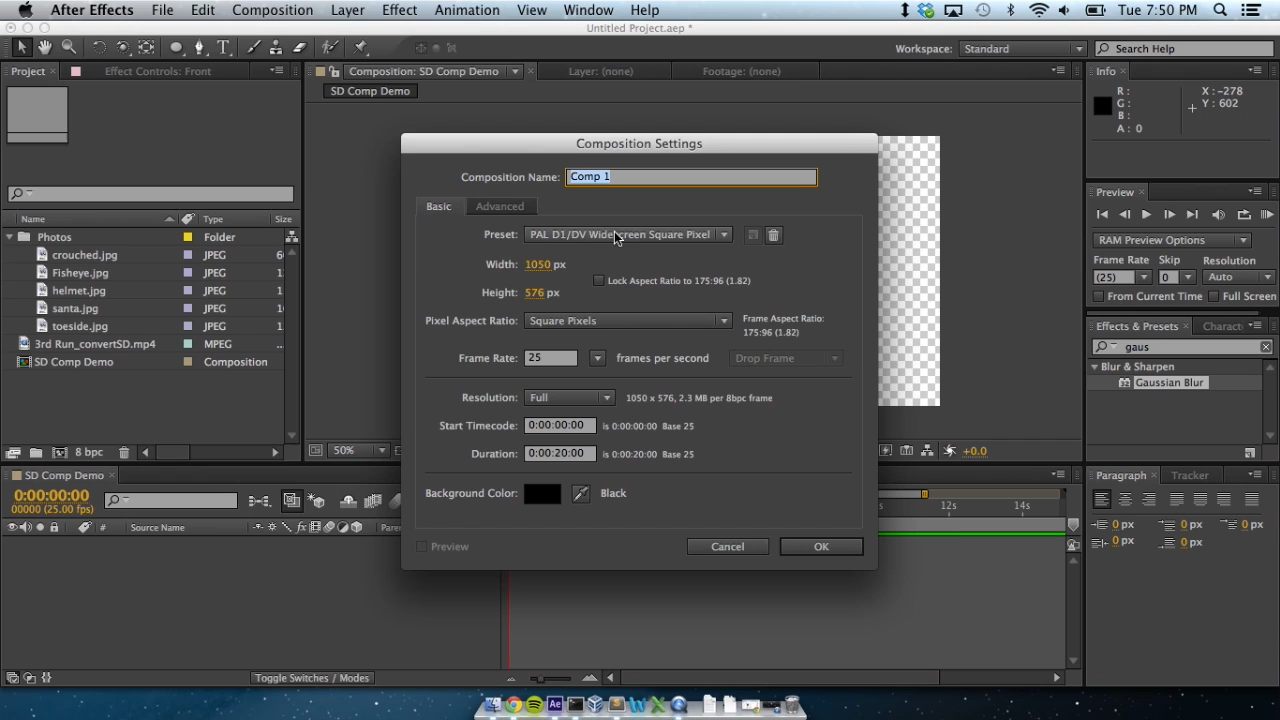 After Effects File Edit Composition Layer Effect Animation View Window Help Tue 7:50 PM
Untitled Project.aep *
Workspace: Standard Search Help
Project Effect Controls: Front Composition: SD Comp Demo Layer: (none) Footage: (none) Info
SD Comp Demo
R :
G :
B :
A : 0
X : -278
Y : 602
Composition Settings
Composition Name: Comp 1
Basic Advanced
Preset: PAL D1/DV Widescreen Square Pixel
Width: 1050 px
Lock Aspect Ratio to 175:96 (1.82)
Height: 576 px
Pixel Aspect Ratio: Square Pixels
Frame Aspect Ratio:
175:96 (1.82)
Frame Rate: 25 frames per second Drop Frame
Resolution: Full 1050 x 576, 2.3 MB per 8bpc frame
Start Timecode: 0:00:00:00 is 0:00:00:00 Base 25
Duration: 0:00:20:00 is 0:00:20:00 Base 25
Background Color: Black
Preview Cancel OK
Name Type Size
Photos Folder
crouched.jpg JPEG 6
Fisheye.jpg JPEG
helmet.jpg JPEG
santa.jpg JPEG
toeside.jpg JPEG
3rd Run_convertSD.mp4 MPEG
SD Comp Demo Composition
8 bpc
50%
+0.0
Preview
RAM Preview Options
Frame Rate Skip Resolution
(25) 0 Auto
From Current Time Full Screen
Effects & Presets Charact
gaus
Blur & Sharpen
Gaussian Blur
SD Comp Demo
0:00:00:00
00000 (25.00 fps)
# Source Name Pare
s 12s 14s
Toggle Switches / Modes
Paragraph Tracker
0 px 0 px 0 px
0 px 0 px